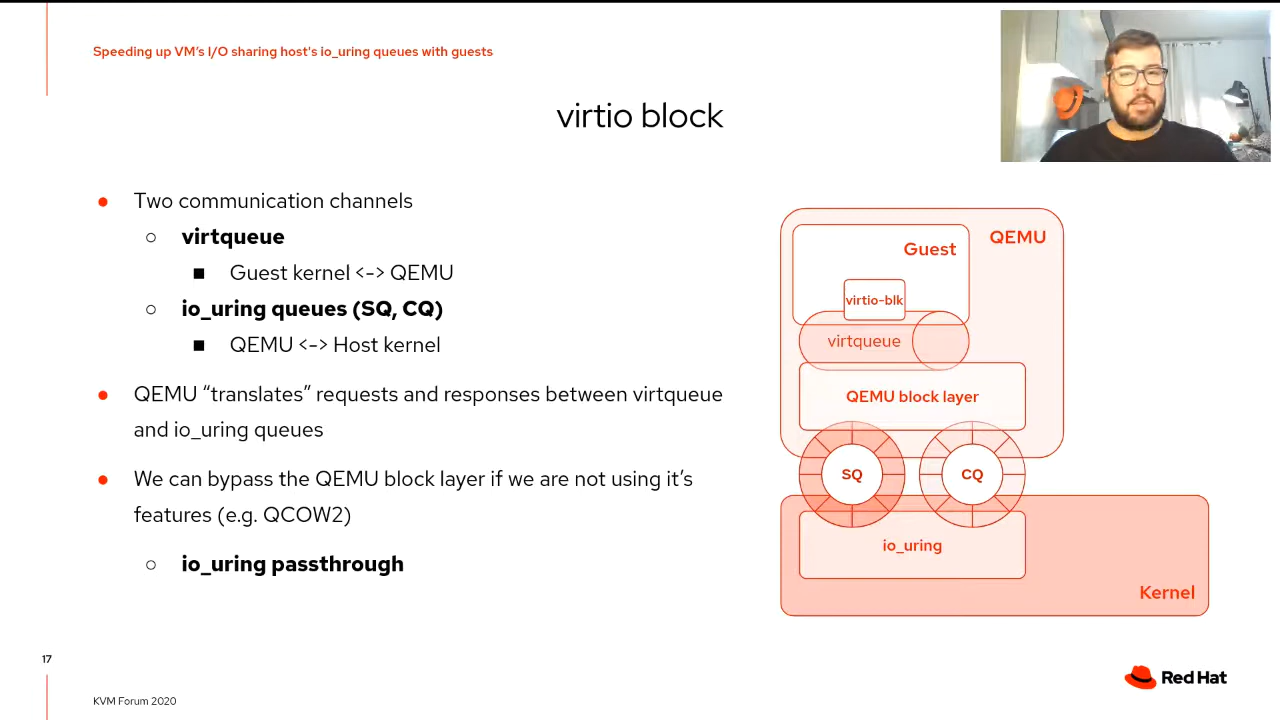 Speeding up VM’s I/O sharing host's io_uring queues with guests
virtio block
● Two communication channels
○ virtqueue
■ Guest kernel <-> QEMU
○ io_uring queues (SQ, CQ)
■ QEMU <-> Host kernel
● QEMU “translates” requests and responses between virtqueue
and io_uring queues
● We can bypass the QEMU block layer if we are not using it’s
features (e.g. QCOW2)
○ io_uring passthrough
QEMU
Guest
virtio-blk
virtqueue
QEMU block layer
SQ
CQ
io_uring
Kernel
17
KVM Forum 2020
Red Hat